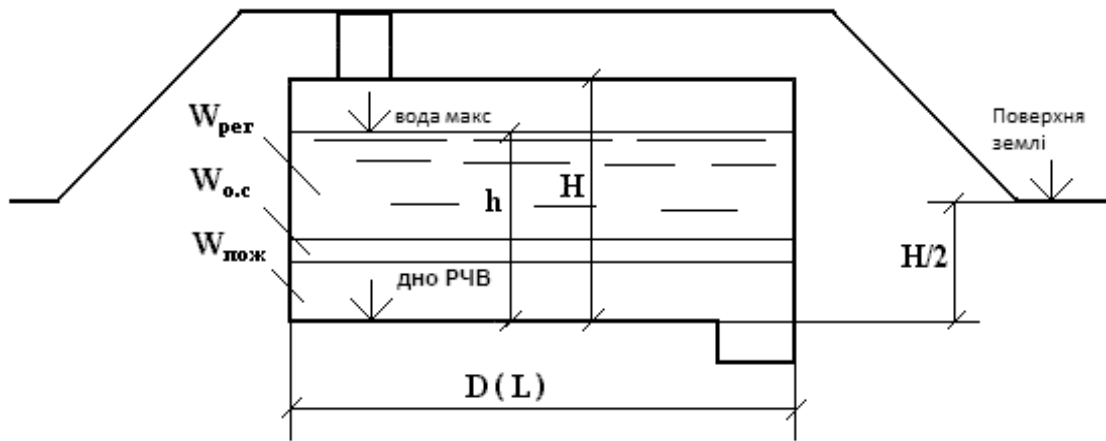 Wрег
вода макс
Поверхня
землі
Wо.с
h
H
Wпож
дно РЧВ
H/2
D ( L )